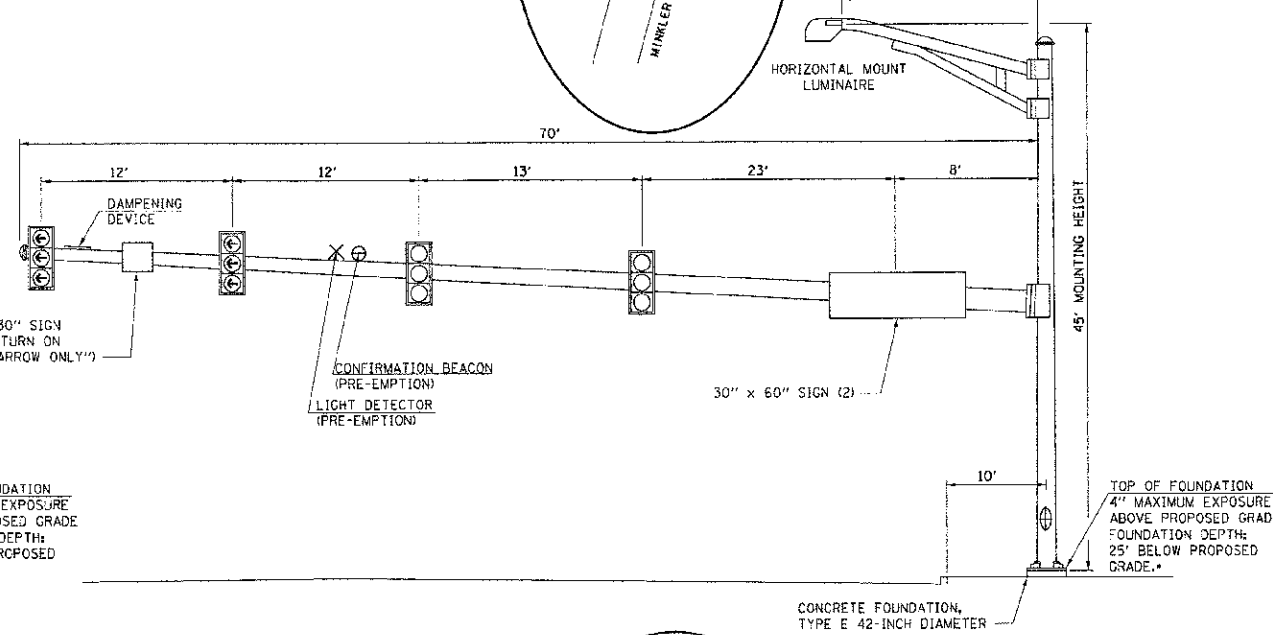 MINKLER
HORIZONTAL MOUNT
LUMINAIRE
70'
12'
12'
13'
23'
8'
DAMPENING
DEVICE
45' MOUNTING HEIGHT
30" SIGN
TURN ON
ARROW ONLY")
CONFIRMATION BEACON
(PRE-EMPTION)
LIGHT DETECTOR
(PRE-EMPTION)
30" x 60" SIGN (2)
10'
TOP OF FOUNDATION
4" MAXIMUM EXPOSURE
ABOVE PROPOSED GRAD
FOUNDATION DEPTH:
25' BELOW PROPOSED
GRADE.*
NDATION
EXPOSURE
OSED GRADE
DEPTH:
ROPOSED
CONCRETE FOUNDATION,
TYPE E 42-INCH DIAMETER